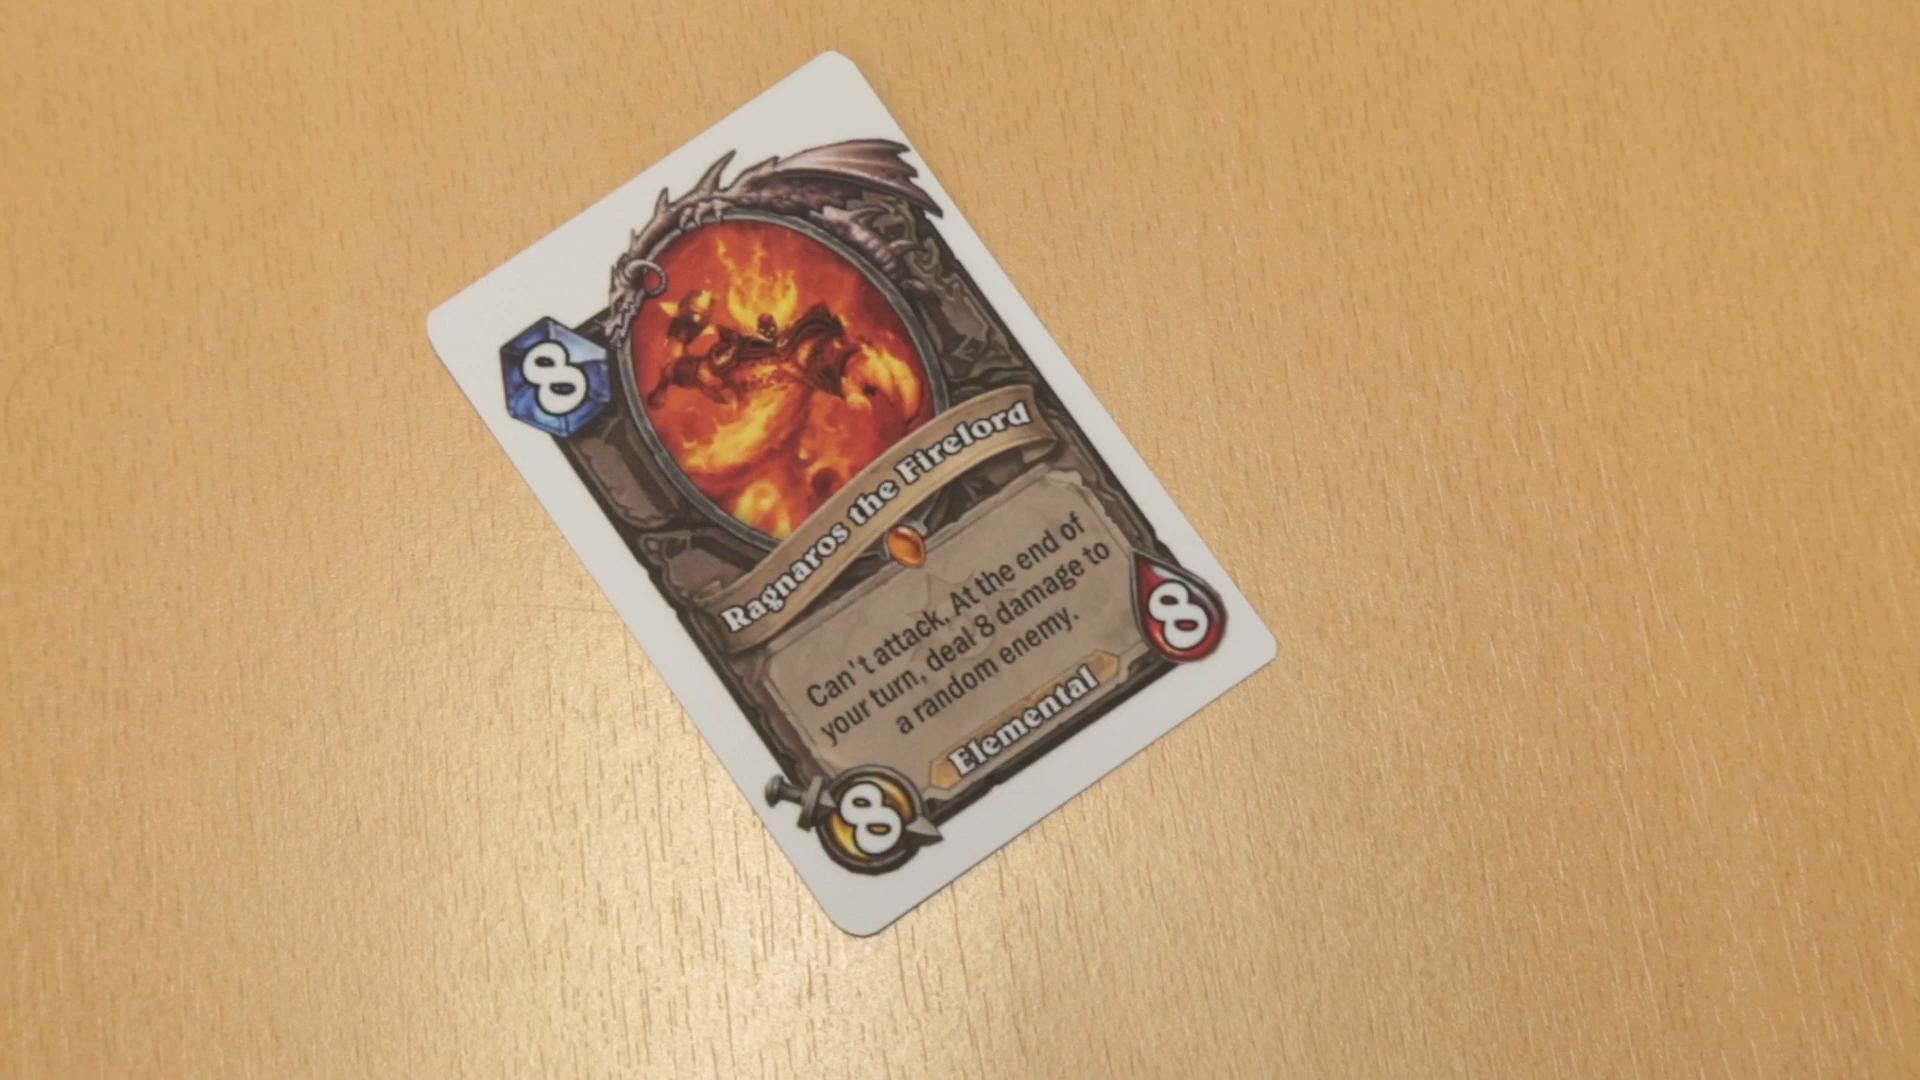 8
Ragnaros the Firelord
Can't attack. At the end of
your turn, deal 8 damage to
a random enemy.
Elemental
8
8